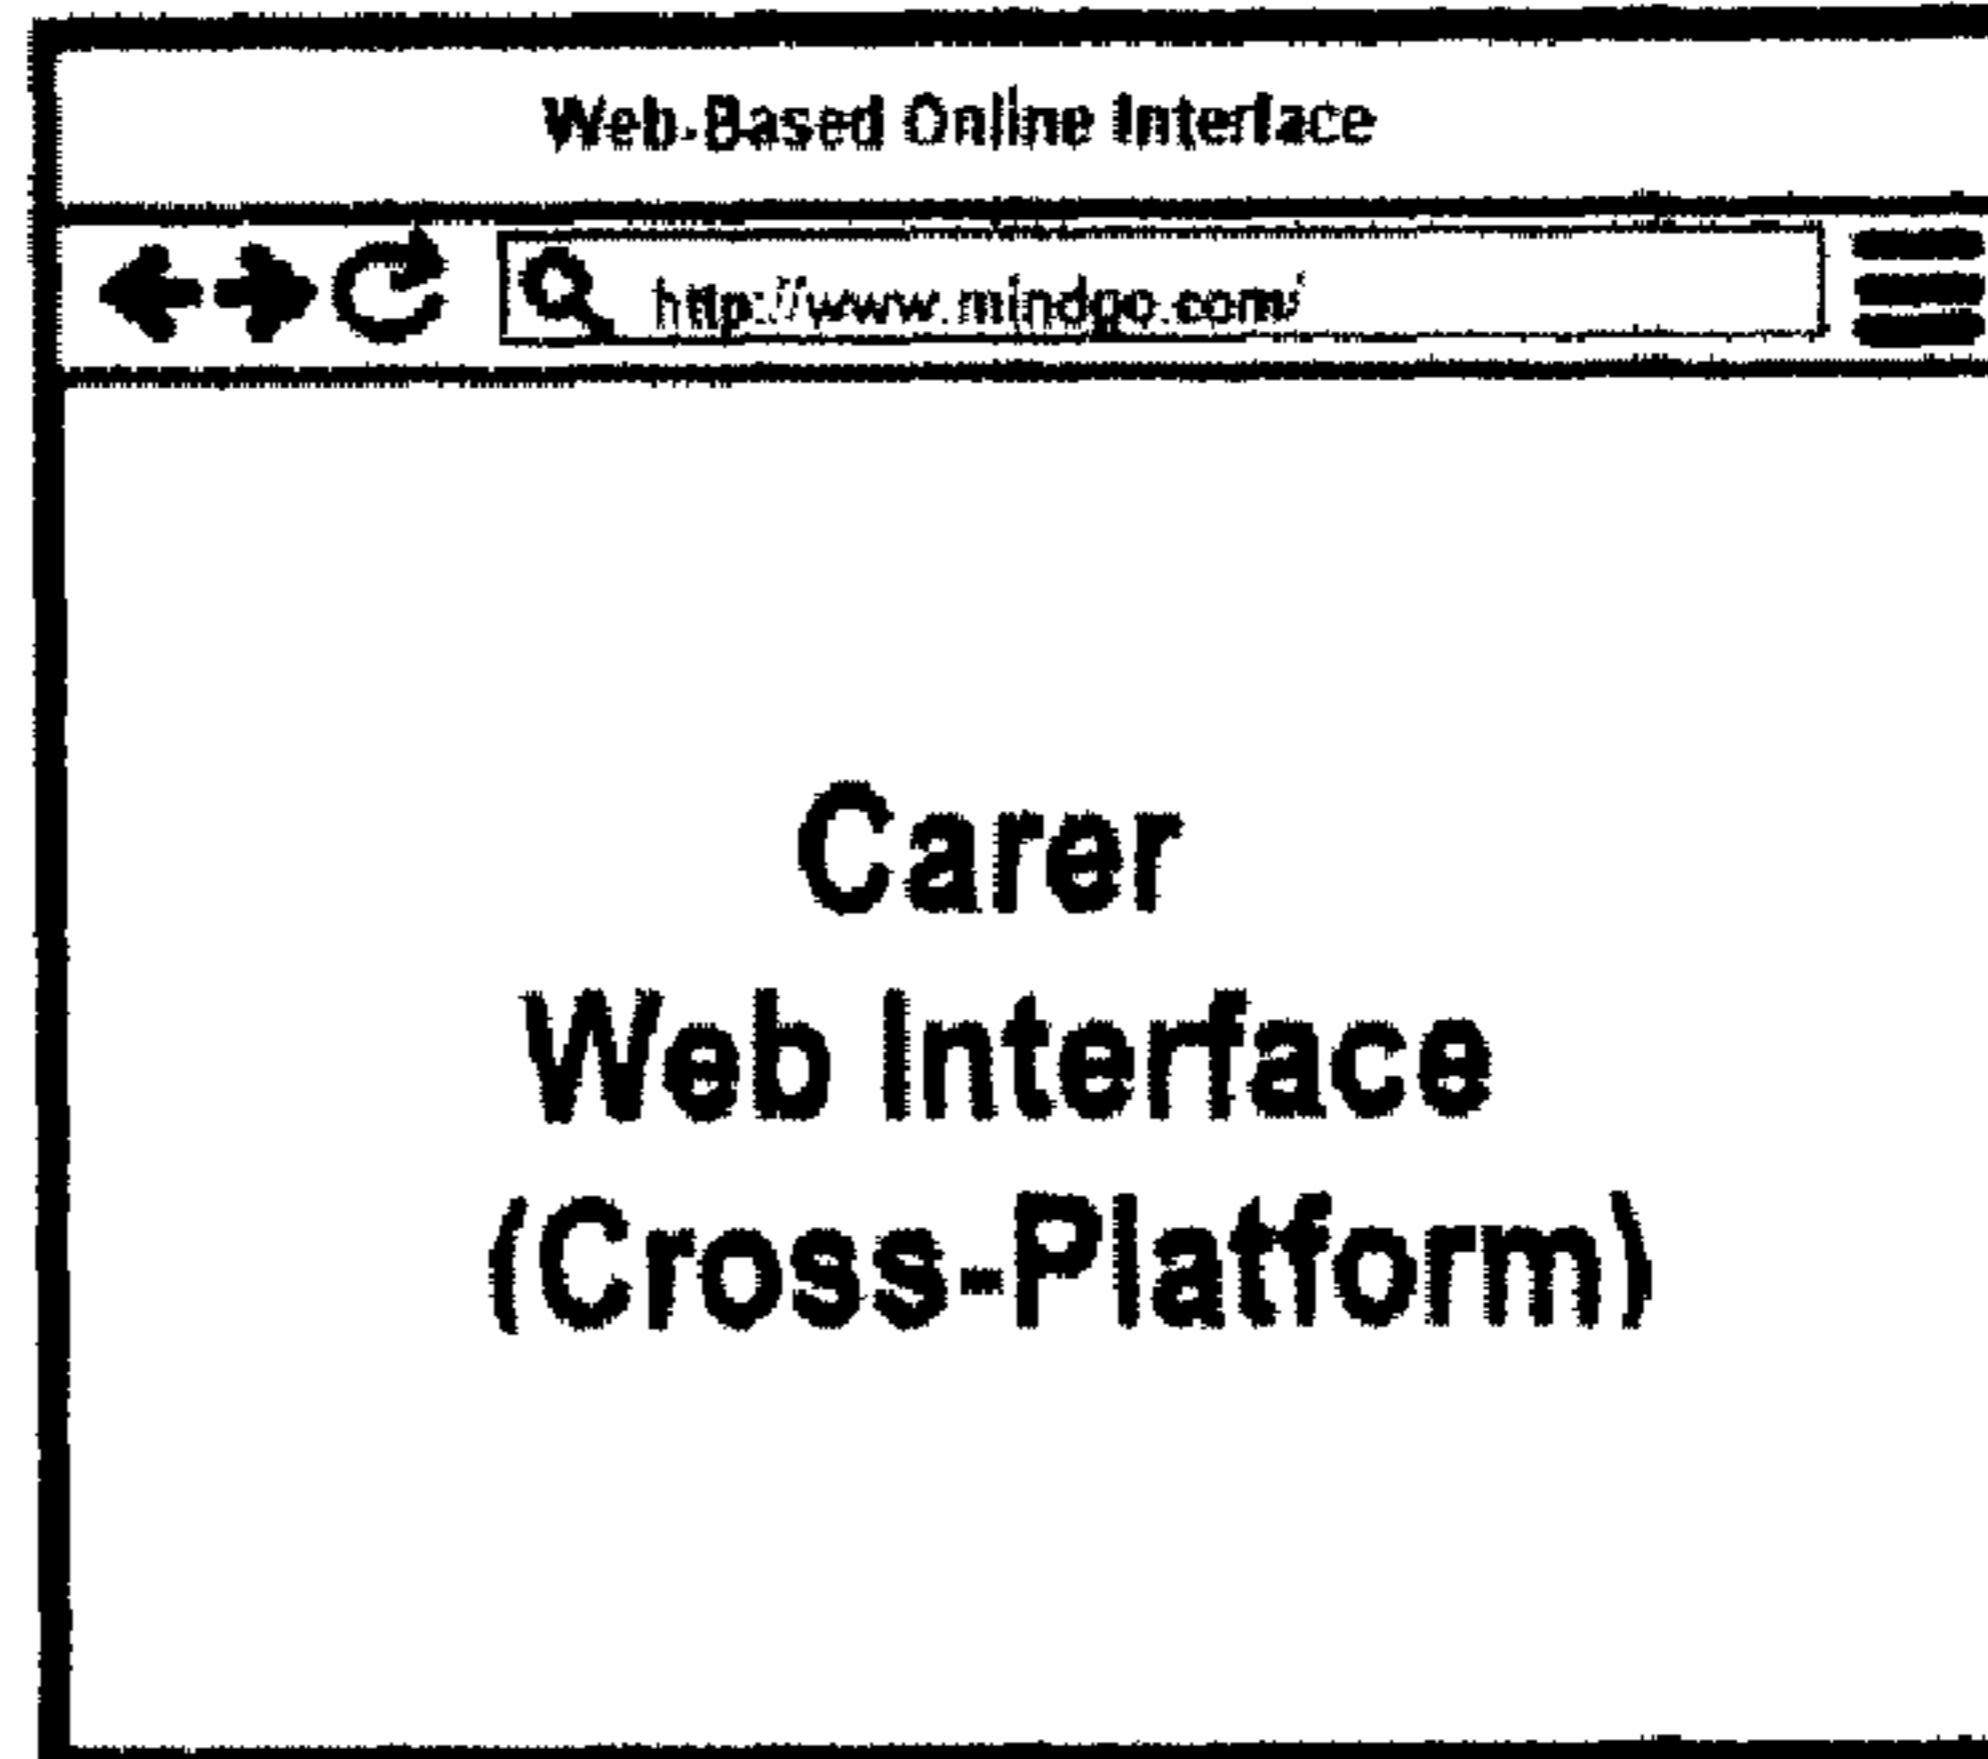 Web-Based Online Interface
http://www.mindgo.com/
Carer
Web Interface
(Cross-Platform)